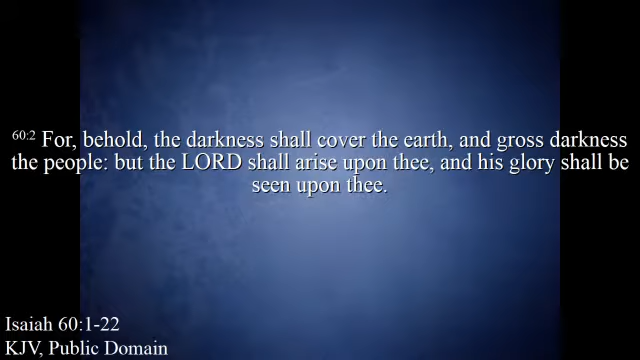 60:2 For, behold, the darkness shall cover the earth, and gross darkness
the people: but the LORD shall arise upon thee, and his glory shall be
seen upon thee.
Isaiah 60:1-22
KJV, Public Domain